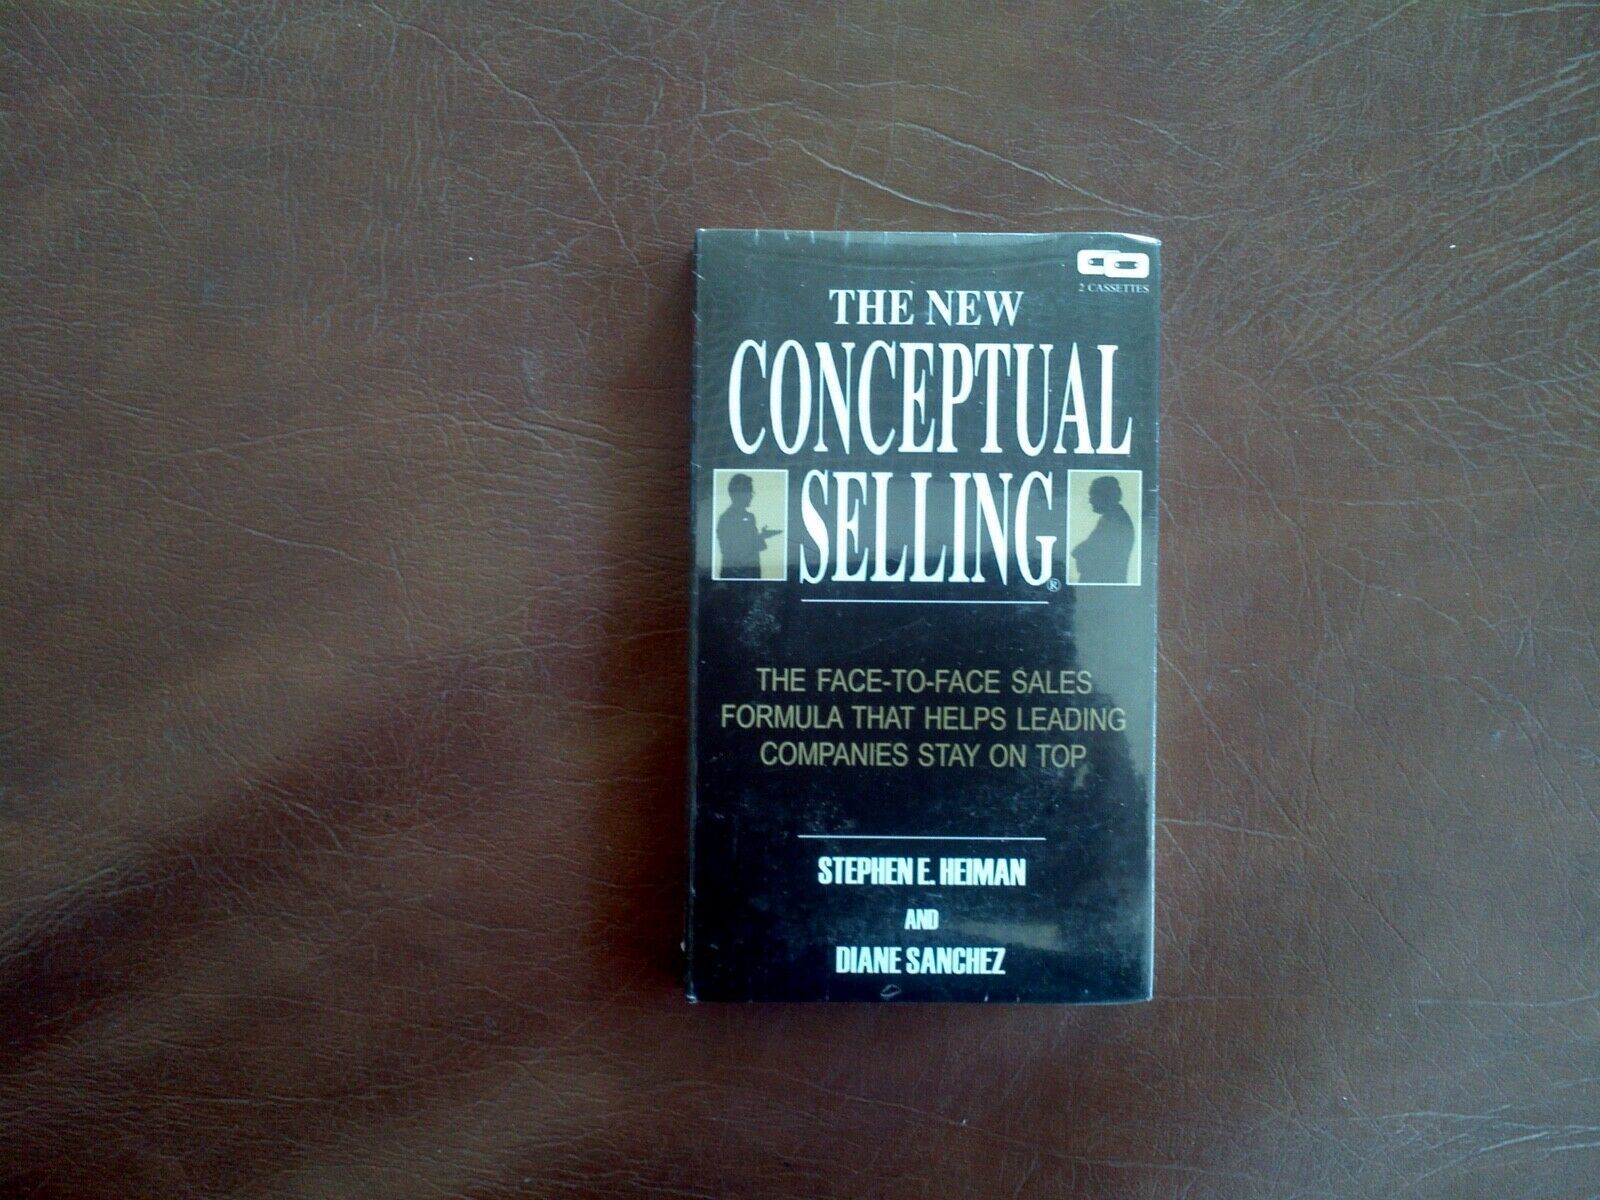 2 CASSETTES
THE NEW
CONCEPTUAL
SELLING®
THE FACE-TO-FACE SALES
FORMULA THAT HELPS LEADING
COMPANIES STAY ON TOP
STEPHEN E. HEIMAN
AND
DIANE SANCHEZ